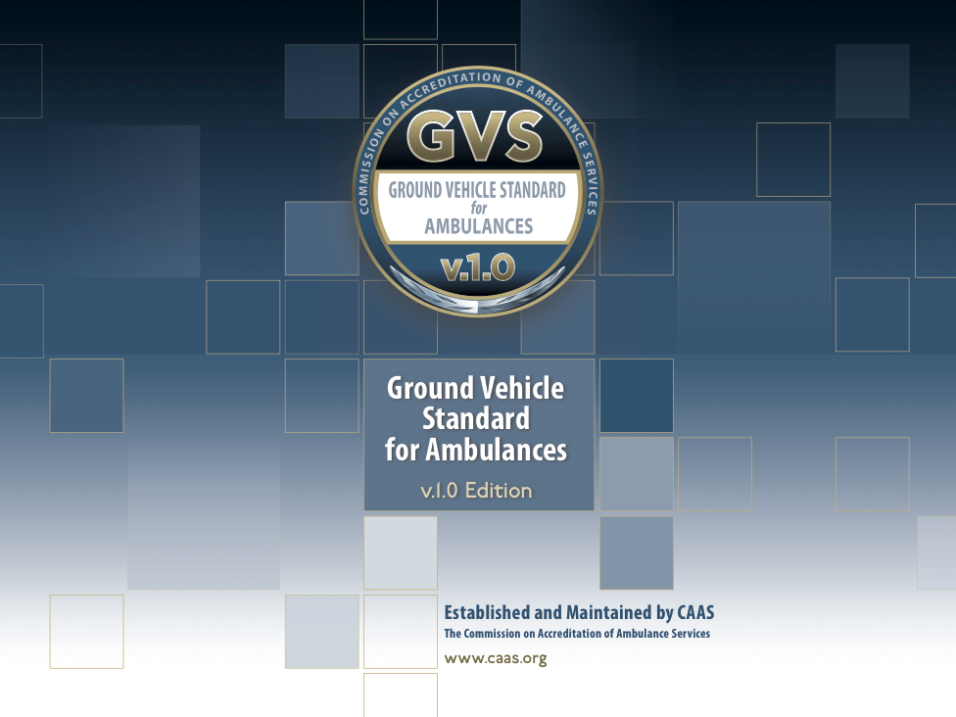 COMMISSION ON ACCREDITATION OF AMBULANCE SERVICES
GVS
GROUND VEHICLE STANDARD
for
AMBULANCES
v.1.0
Ground Vehicle
Standard
for Ambulances
v.1.0 Edition
Established and Maintained by CAAS
The Commission on Accreditation of Ambulance Services
www.caas.org